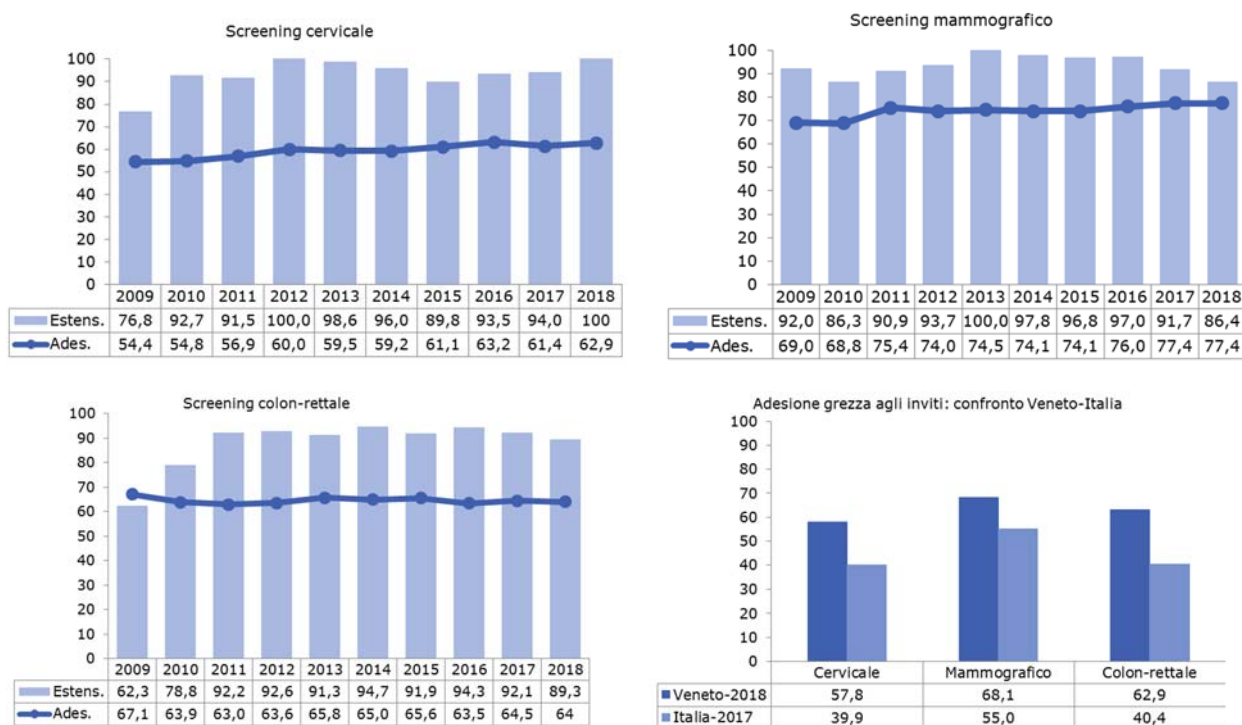 Screening cervicale
100
90
80
70
60
50
40
30
20
10
0
2009 2010 2011 2012 2013 2014 2015 2016 2017 2018
Estens. 76,8 92,7 91,5 100,0 98,6 96,0 89,8 93,5 94,0 100
Ades. 54,4 54,8 56,9 60,0 59,5 59,2 61,1 63,2 61,4 62,9
Screening mammografico
100
90
80
70
60
50
40
30
20
10
0
2009 2010 2011 2012 2013 2014 2015 2016 2017 2018
Estens. 92,0 86,3 90,9 93,7 100,0 97,8 96,8 97,0 91,7 86,4
Ades. 69,0 68,8 75,4 74,0 74,5 74,1 74,1 76,0 77,4 77,4
Screening colon-rettale
100
90
80
70
60
50
40
30
20
10
0
2009 2010 2011 2012 2013 2014 2015 2016 2017 2018
Estens. 62,3 78,8 92,2 92,6 91,3 94,7 91,9 94,3 92,1 89,3
Ades. 67,1 63,9 63,0 63,6 65,8 65,0 65,6 63,5 64,5 64
Adesione grezza agli inviti: confronto Veneto-Italia
100
90
80
70
60
50
40
30
20
10
0
Cervicale Mammografico Colon-rettale
Veneto-2018 57,8 68,1 62,9
Italia-2017 39,9 55,0 40,4